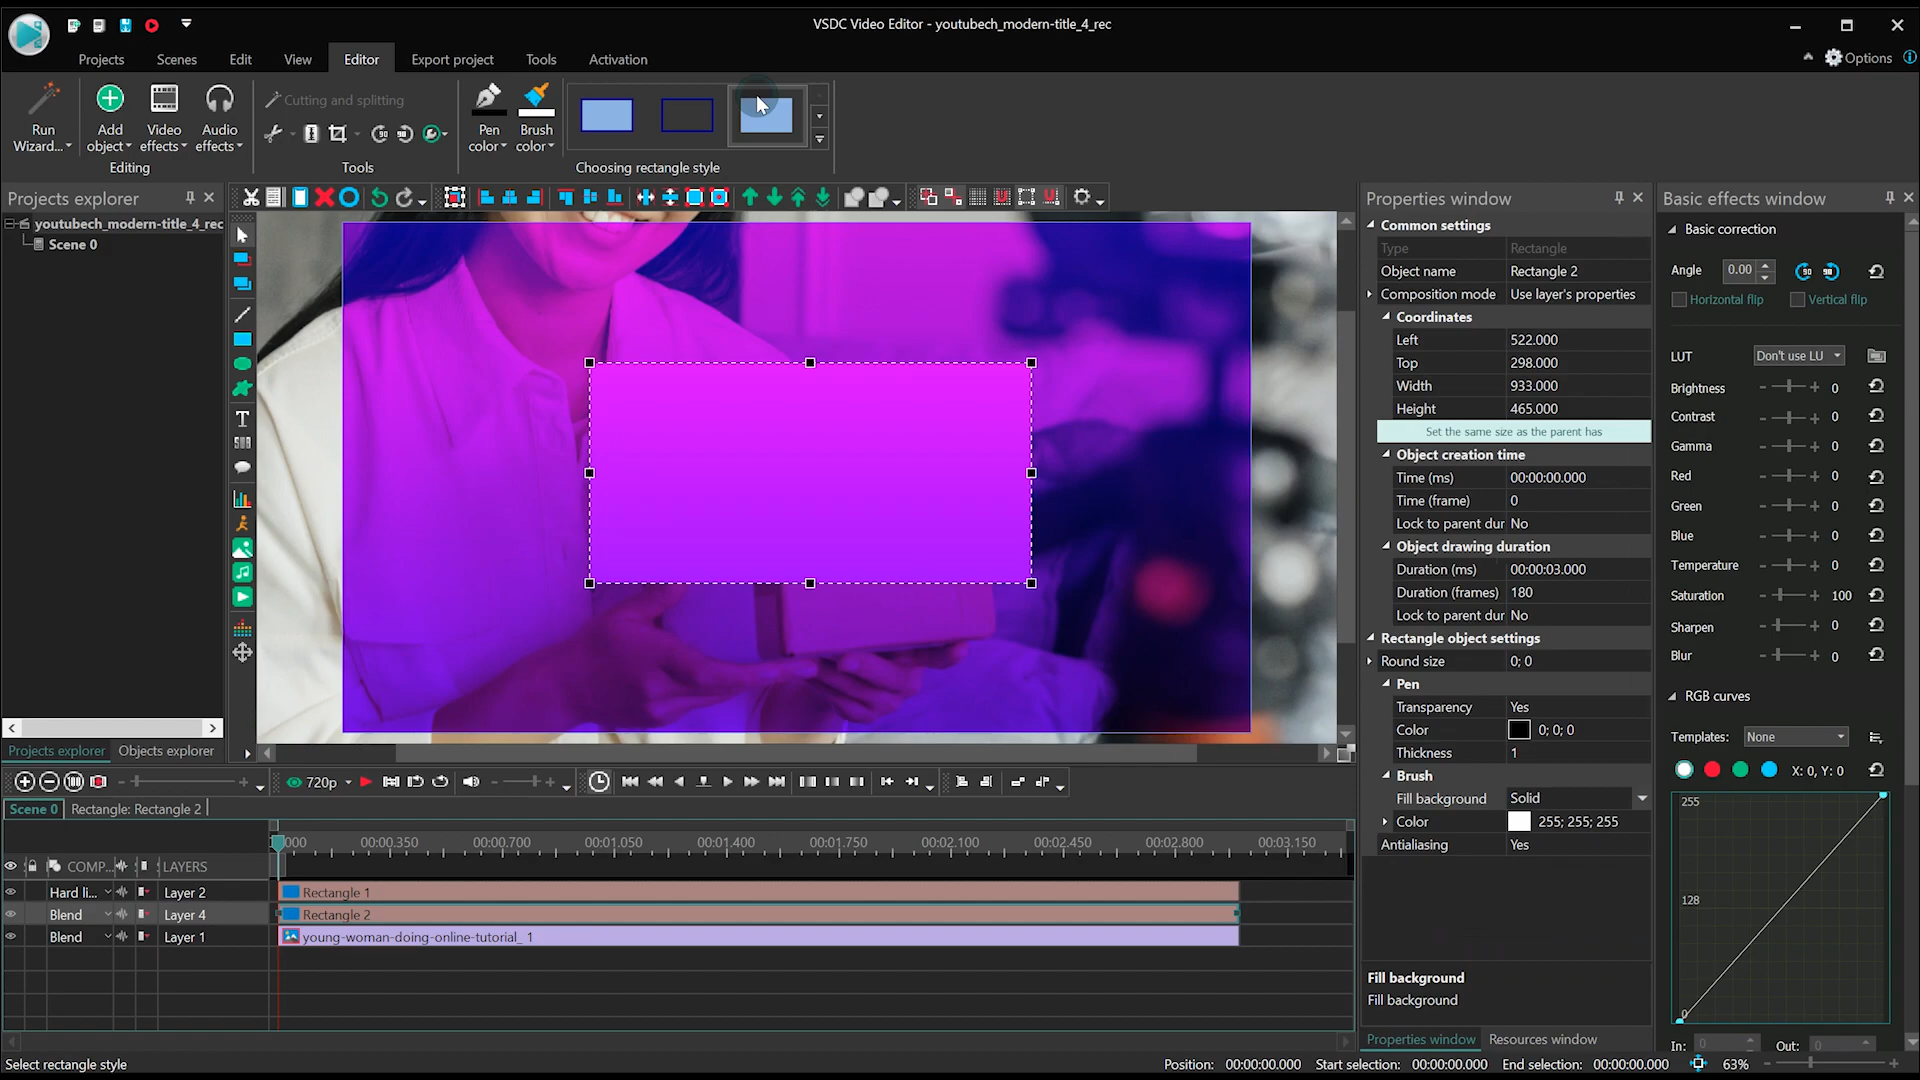 VSDC Video Editor - youtubech_modern-title_4_rec
Projects
Scenes
Edit
View
Editor
Export project
Tools
Activation
Options
Run Wizard...
Add object
Video effects
Audio effects
Editing
Cutting and splitting
Tools
Pen color
Brush color
Choosing rectangle style
Projects explorer
youtubech_modern-title_4_rec
Scene 0
Projects explorer
Objects explorer
Properties window
Common settings
Type Rectangle
Object name Rectangle 2
Composition mode Use layer's properties
Coordinates
Left 522.000
Top 298.000
Width 933.000
Height 465.000
Set the same size as the parent has
Object creation time
Time (ms) 00:00:00.000
Time (frame) 0
Lock to parent dur No
Object drawing duration
Duration (ms) 00:00:03.000
Duration (frames) 180
Lock to parent dur No
Rectangle object settings
Round size 0; 0
Pen
Transparency Yes
Color 0; 0; 0
Thickness 1
Brush
Fill background Solid
Color 255; 255; 255
Antialiasing Yes
Fill background
Fill background
Properties window
Resources window
Basic effects window
Basic correction
Angle 0.00
90 90
Horizontal flip Vertical flip
LUT Don't use LU
Brightness 0
Contrast 0
Gamma 0
Red 0
Green 0
Blue 0
Temperature 0
Saturation 100
Sharpen 0
Blur 0
RGB curves
Templates: None
X: 0, Y: 0
255
128
0
In: 0 Out: 0
T
SUB
720p
Scene 0 Rectangle: Rectangle 2
000 00:00.350 00:00.700 00:01.050 00:01.400 00:01.750 00:02.100 00:02.450 00:02.800 00:03.150
COMP... LAYERS
Hard li... Layer 2 Rectangle 1
Blend Layer 4 Rectangle 2
Blend Layer 1 young-woman-doing-online-tutorial_ 1
Select rectangle style
Position: 00:00:00.000 Start selection: 00:00:00.000 End selection: 00:00:00.000 63%